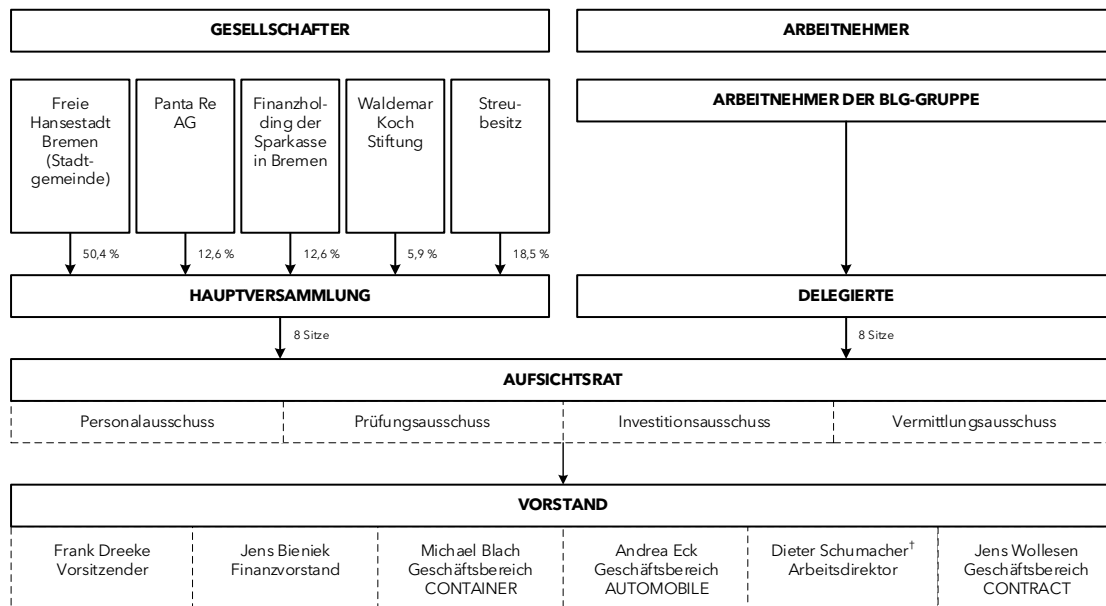 GESELLSCHAFTER
ARBEITNEHMER
Freie
Hansestadt
Bremen
(Stadt-
gemeinde)
Panta Re
AG
Finanzhol-
ding der
Sparkasse
in Bremen
Waldemar
Koch
Stiftung
Streu-
besitz
ARBEITNEHMER DER BLG-GRUPPE
50,4 %
12,6 %
12,6 %
5,9 %
18,5 %
HAUPTVERSAMMLUNG
DELEGIERTE
8 Sitze
8 Sitze
AUFSICHTSRAT
Personalausschuss
Prüfungsausschuss
Investitionsausschuss
Vermittlungsausschuss
VORSTAND
Frank Dreeke
Vorsitzender
Jens Bieniek
Finanzvorstand
Michael Blach
Geschäftsbereich
CONTAINER
Andrea Eck
Geschäftsbereich
AUTOMOBILE
Dieter Schumacher†
Arbeitsdirektor
Jens Wollesen
Geschäftsbereich
CONTRACT